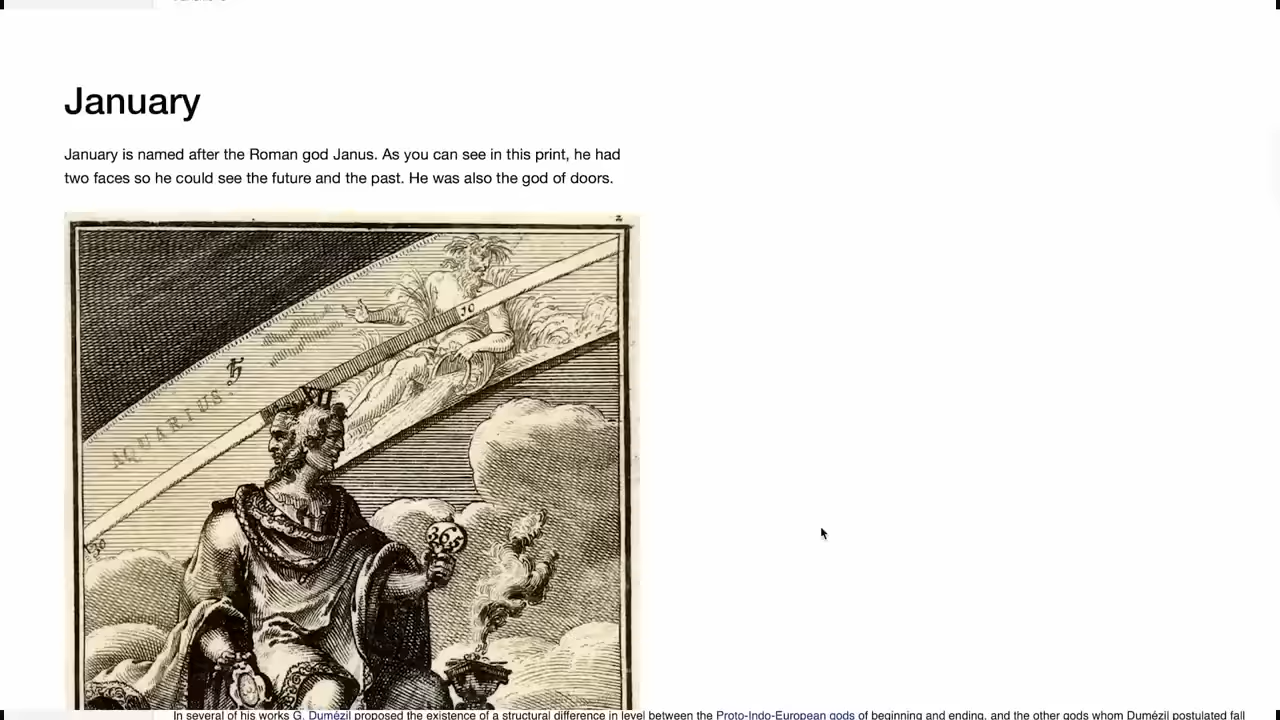 January
January is named after the Roman god Janus. As you can see in this print, he had
two faces so he could see the future and the past. He was also the god of doors.
2
30
AQUARIUS ♄
XII
365
In several of his works G. Dumézil proposed the existence of a structural difference in level between the Proto-Indo-European gods of beginning and ending, and the other gods whom Dumézil postulated fall